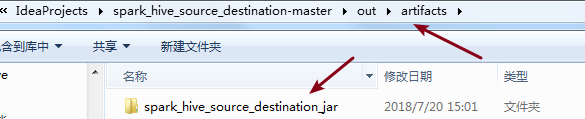 « IdeaProjects ▸ spark_hive_source_destination-master ▸ out ▸ artifacts ▸
含到库中 ▾ 共享 ▾ 新建文件夹
名称 修改日期 类型
spark_hive_source_destination_jar 2018/7/20 15:01 文件夹